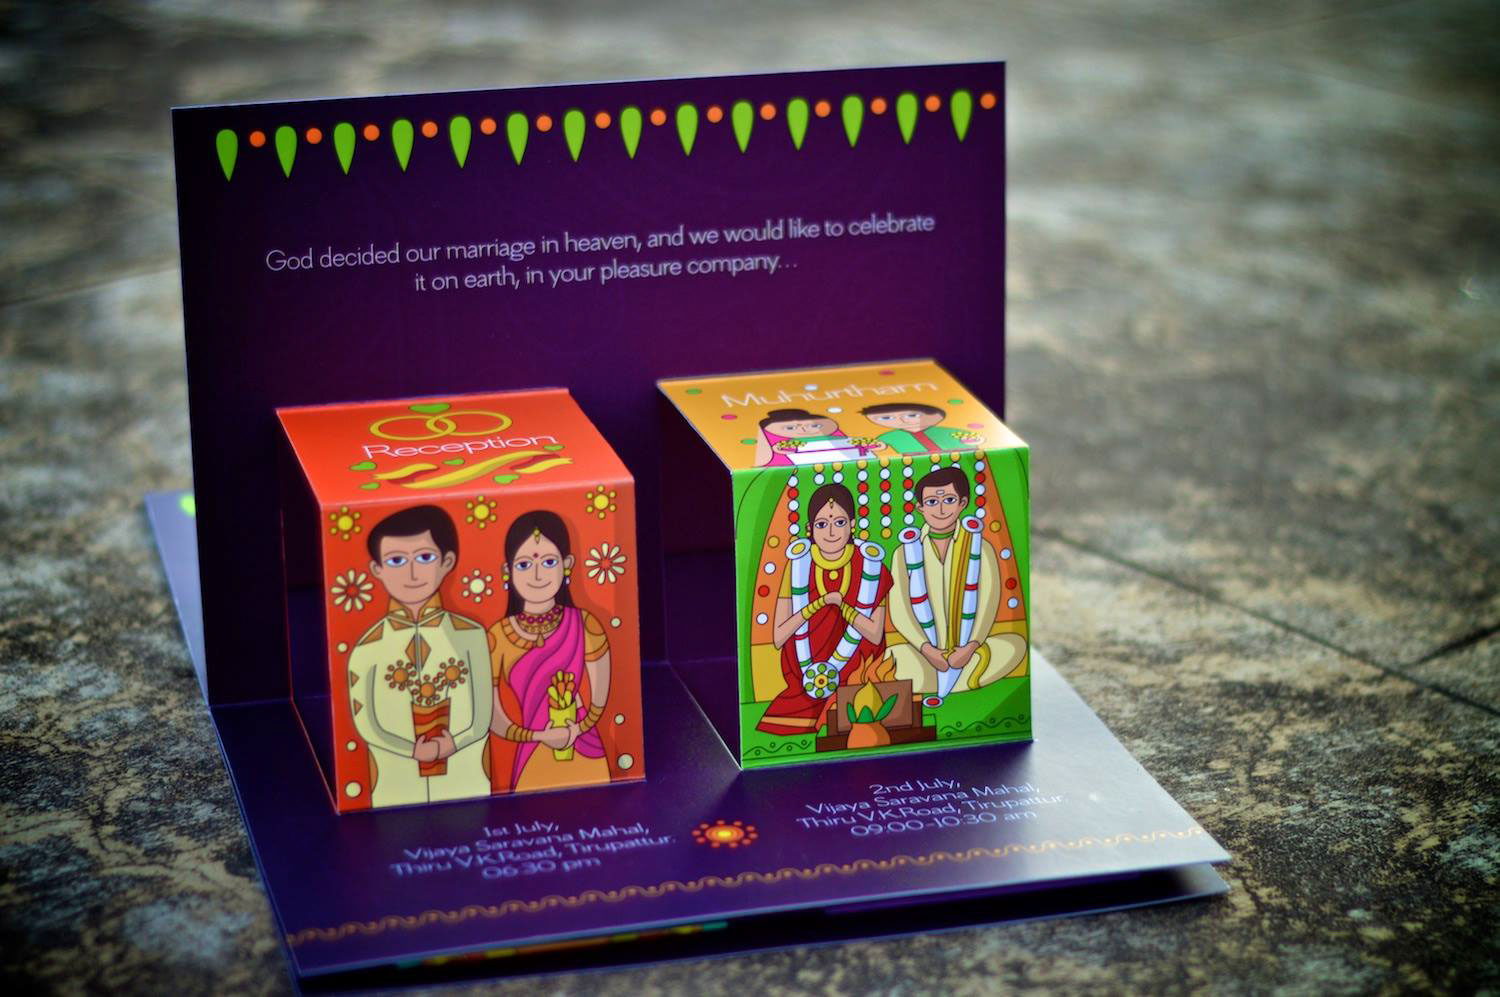 God decided our marriage in heaven, and we would like to celebrate
it on earth, in your pleasure company...
Reception
Muhurtham
1st July,
Vijaya Saravana Mahal,
Thiru V.K.Road, Tirupattur.
06:30 pm
2nd July,
Vijaya Saravana Mahal,
Thiru V.K.Road, Tirupattur.
09:00-10:30 am